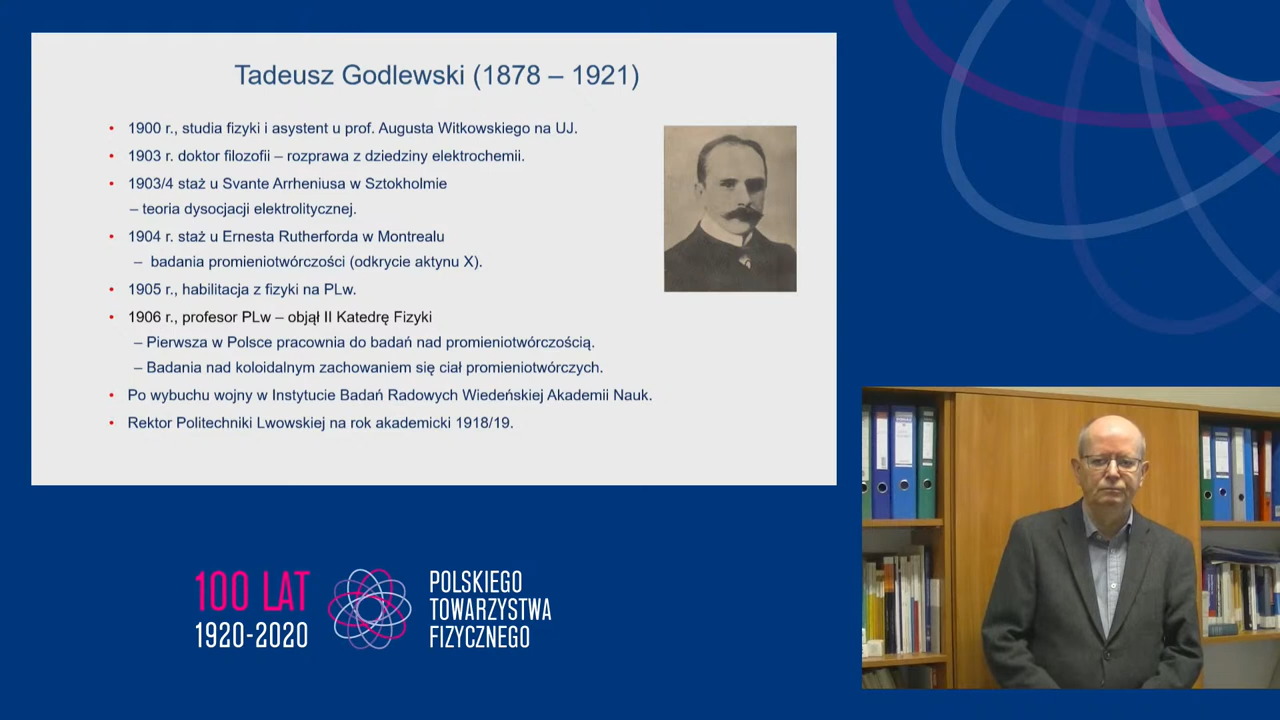 Tadeusz Godlewski (1878 – 1921)
• 1900 r., studia fizyki i asystent u prof. Augusta Witkowskiego na UJ.
• 1903 r. doktor filozofii – rozprawa z dziedziny elektrochemii.
• 1903/4 staż u Svante Arrheniusa w Sztokholmie
– teoria dysocjacji elektrolitycznej.
• 1904 r. staż u Ernesta Rutherforda w Montrealu
– badania promieniotwórczości (odkrycie aktynu X).
• 1905 r., habilitacja z fizyki na PLw.
• 1906 r., profesor PLw – objął II Katedrę Fizyki
– Pierwsza w Polsce pracownia do badań nad promieniotwórczością.
– Badania nad koloidalnym zachowaniem się ciał promieniotwórczych.
• Po wybuchu wojny w Instytucie Badań Radowych Wiedeńskiej Akademii Nauk.
• Rektor Politechniki Lwowskiej na rok akademicki 1918/19.
100 LAT
1920-2020
POLSKIEGO
TOWARZYSTWA
FIZYCZNEGO